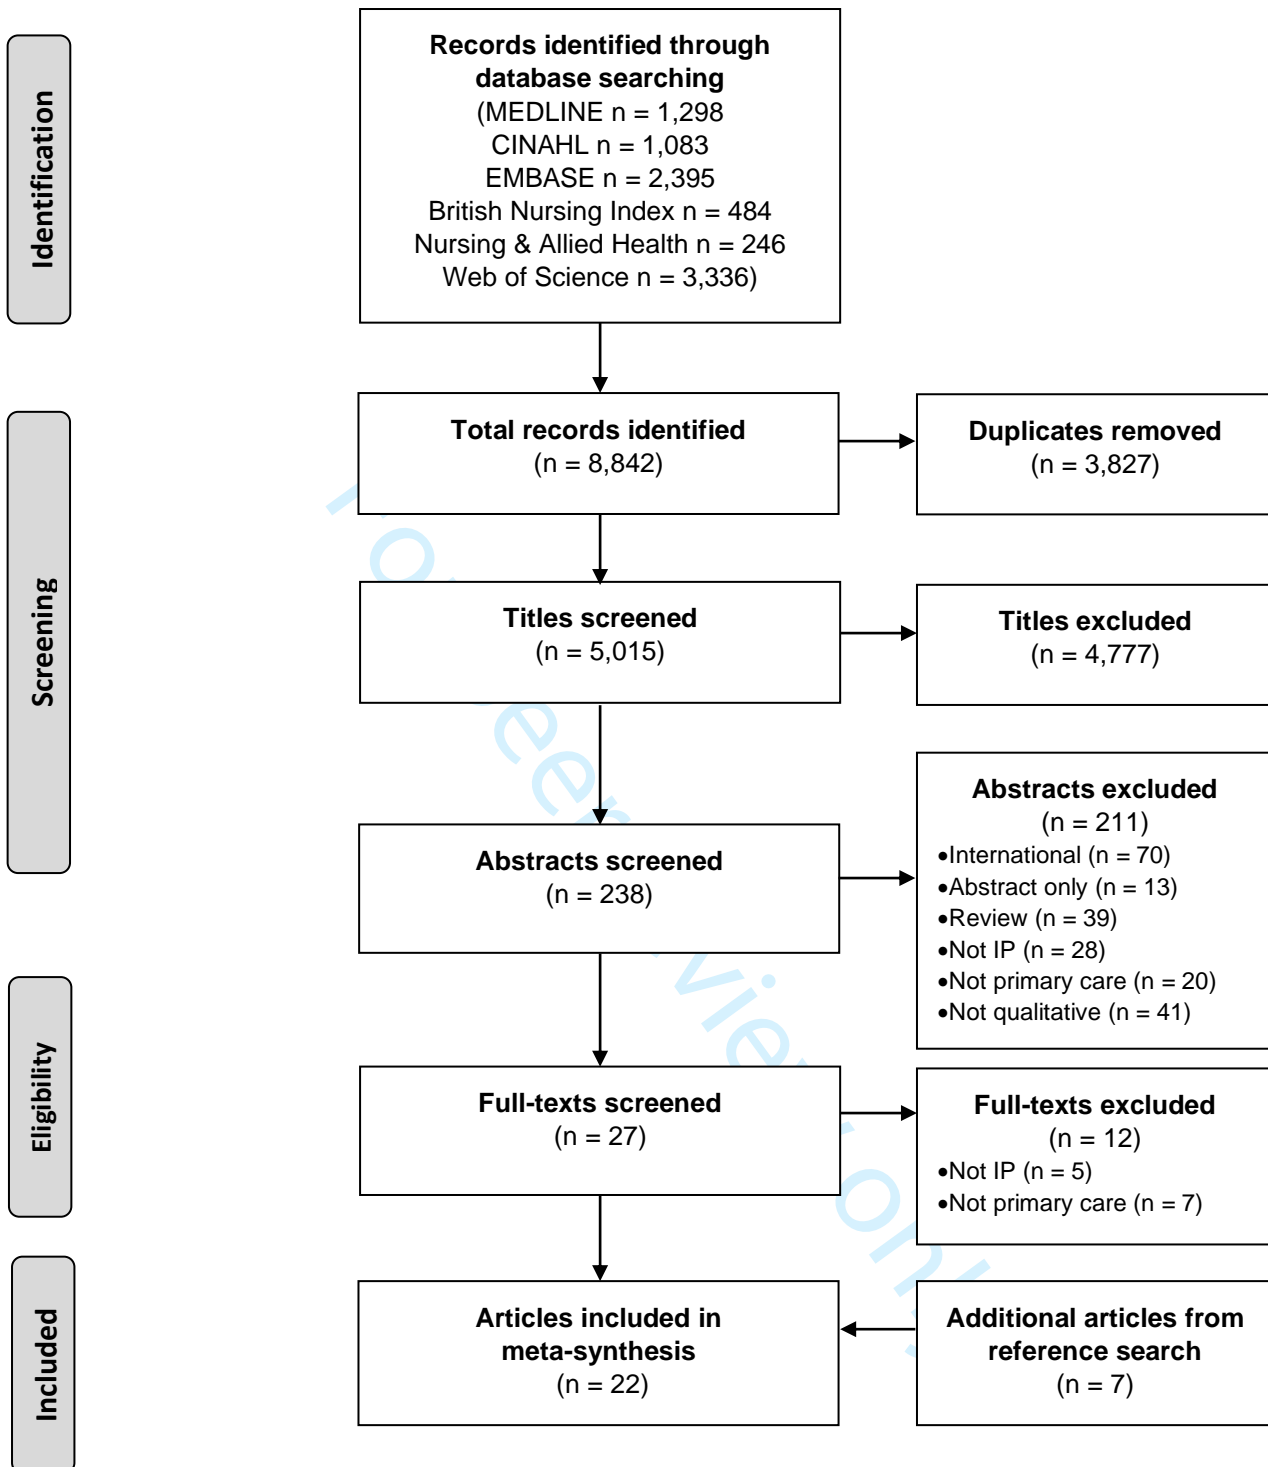 Identification
Records identified through
database searching
(MEDLINE n = 1,298
CINAHL n = 1,083
EMBASE n = 2,395
British Nursing Index n = 484
Nursing & Allied Health n = 246
Web of Science n = 3,336)
Screening
Total records identified
(n = 8,842)
Duplicates removed
(n = 3,827)
Titles screened
(n = 5,015)
Titles excluded
(n = 4,777)
Abstracts screened
(n = 238)
Abstracts excluded
(n = 211)
•International (n = 70)
•Abstract only (n = 13)
•Review (n = 39)
•Not IP (n = 28)
•Not primary care (n = 20)
•Not qualitative (n = 41)
Eligibility
Full-texts screened
(n = 27)
Full-texts excluded
(n = 12)
•Not IP (n = 5)
•Not primary care (n = 7)
Included
Articles included in
meta-synthesis
(n = 22)
Additional articles from
reference search
(n = 7)